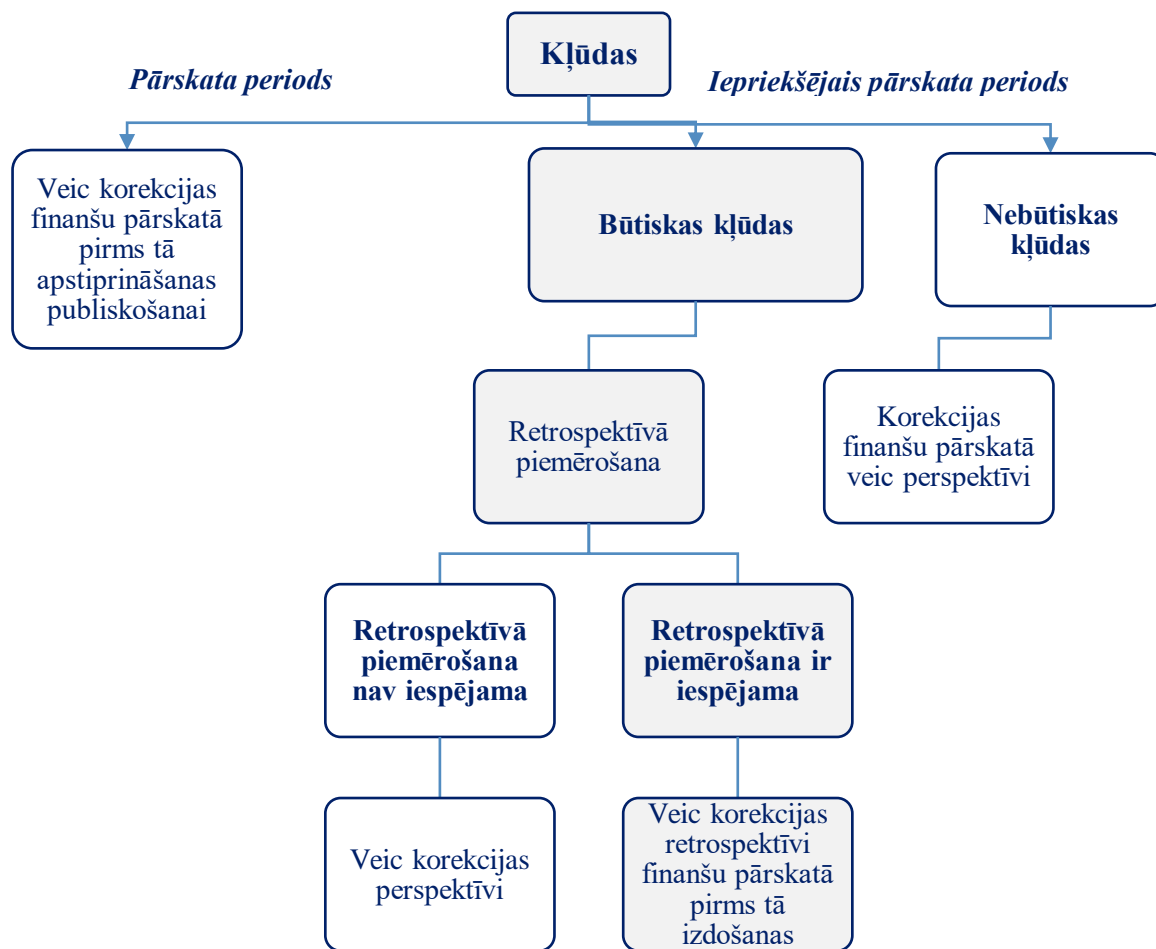 Kļūdas
Pārskata periods
Iepriekšējais pārskata periods
Veic korekcijas
finanšu pārskatā
pirms tā
apstiprināšanas
publiskošanai
Būtiskas kļūdas
Nebūtiskas
kļūdas
Retrospektīvā
piemērošana
Korekcijas
finanšu pārskatā
veic perspektīvi
Retrospektīvā
piemērošana
nav iespējama
Retrospektīvā
piemērošana ir
iespējama
Veic korekcijas
perspektīvi
Veic korekcijas
retrospektīvi
finanšu pārskatā
pirms tā
izdošanas